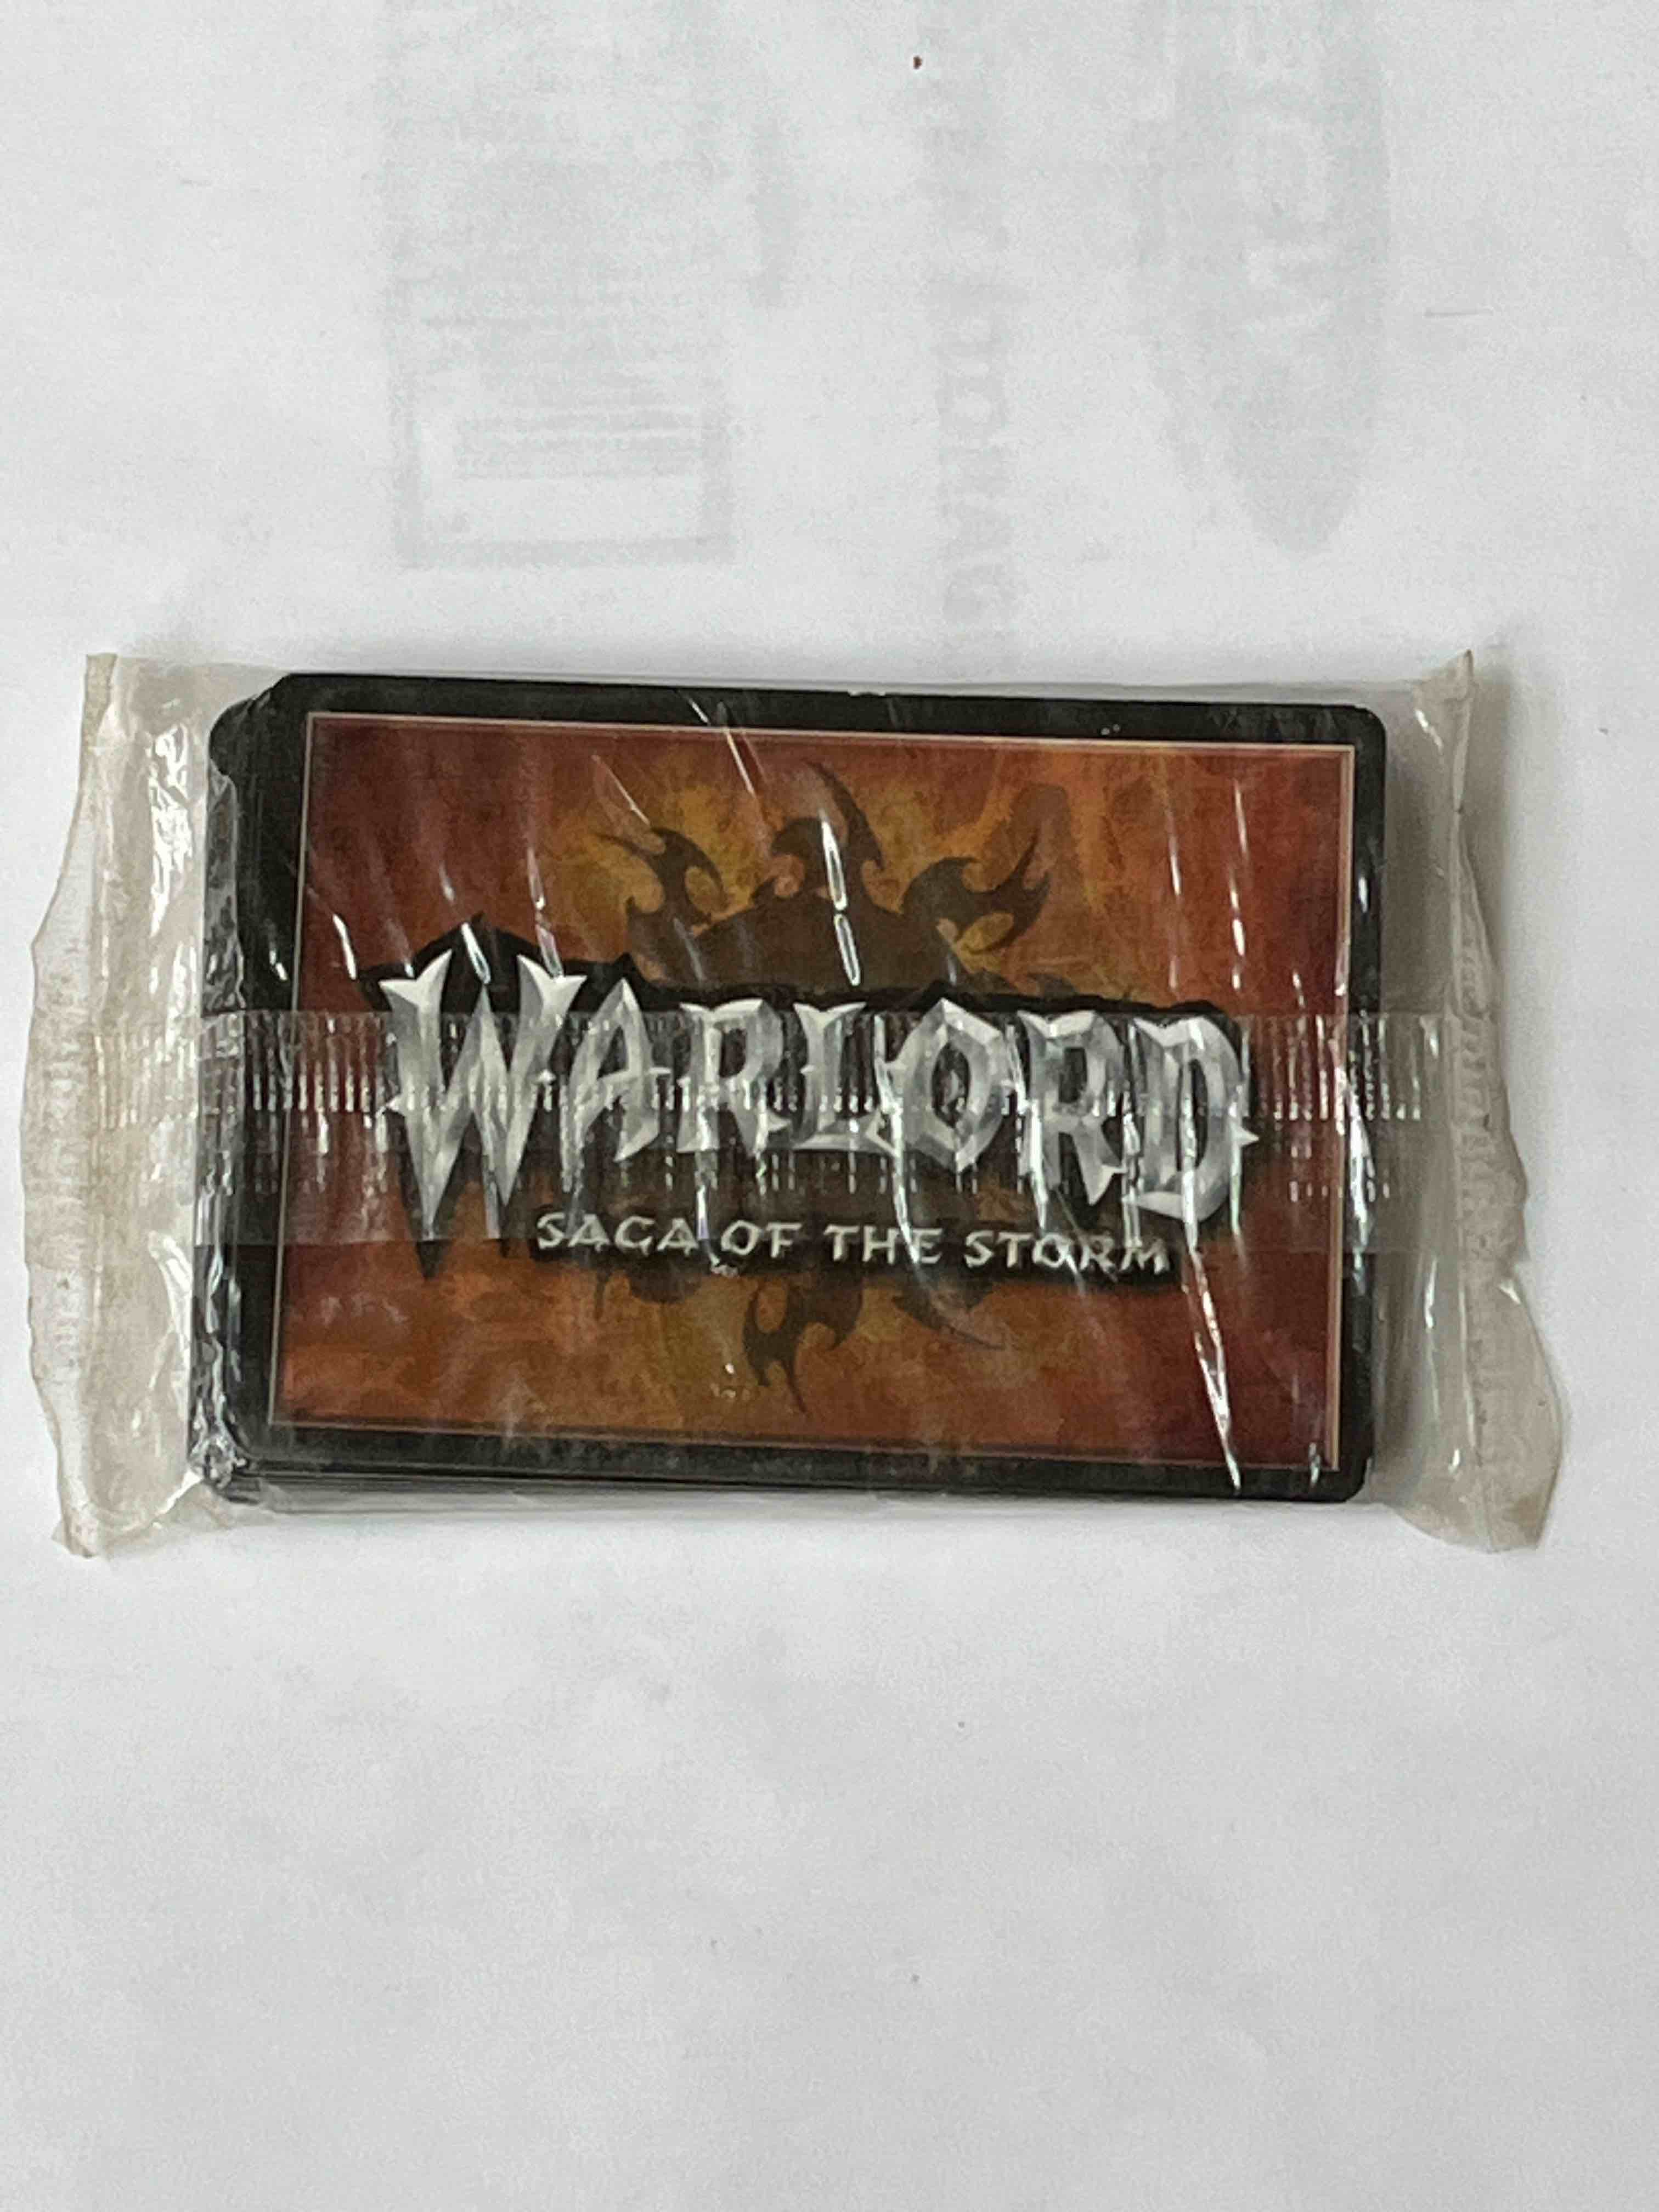 WARLORD
SAGA OF THE STORM